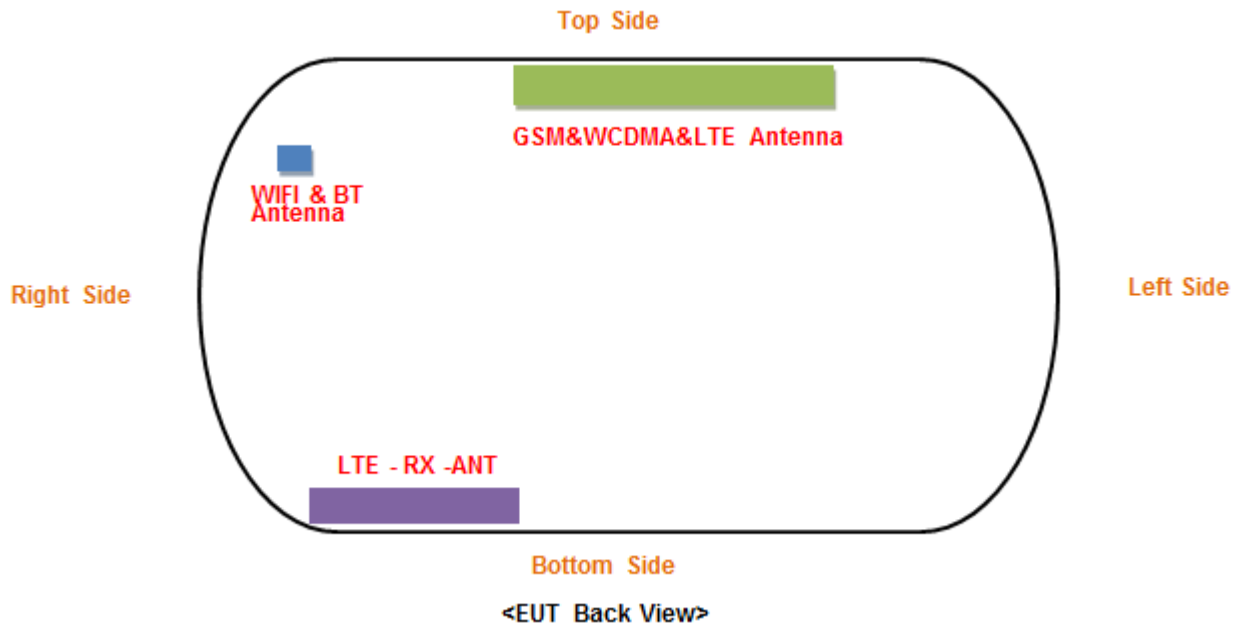 Top Side
GSM&WCDMA&LTE Antenna
WIFI & BT
Antenna
Right Side
Left Side
LTE - RX -ANT
Bottom Side
<EUT Back View>